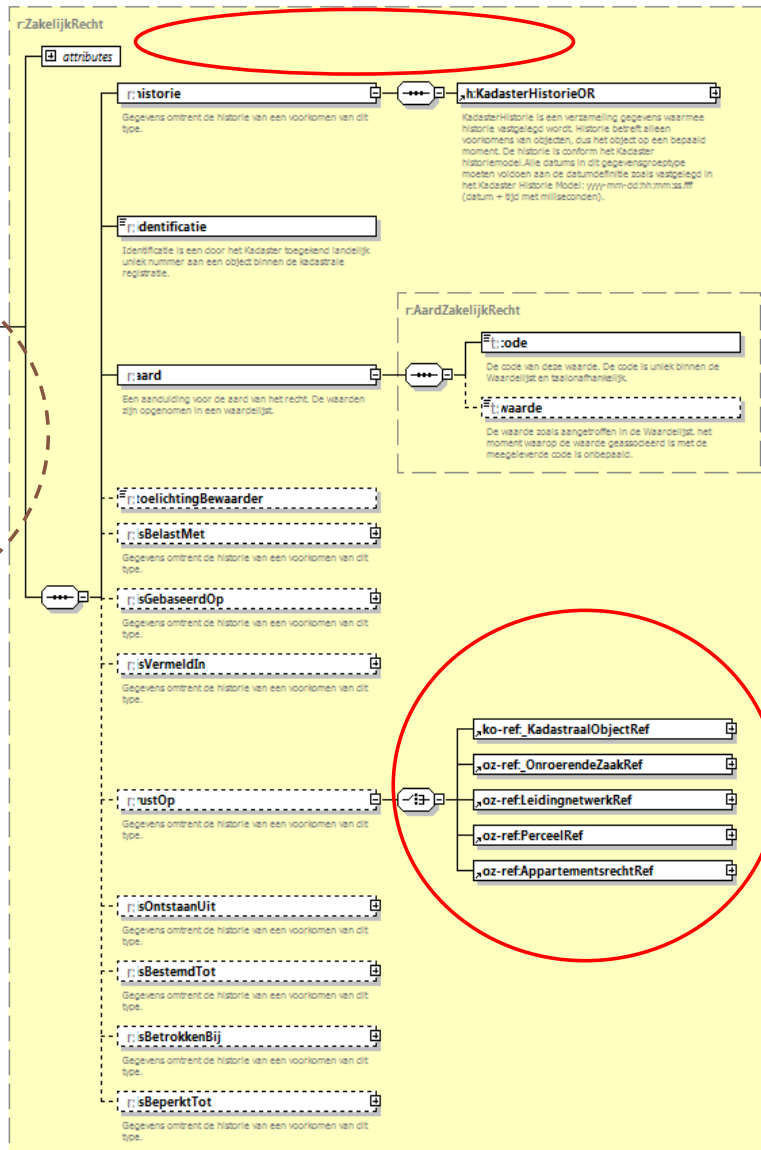 r:ZakelijkRecht
attributes
r:historie
Gegevens omtrent de historie van een voorkomen van dit
type.
h:KadasterHistorieOR
KadasterHistorie is een verzameling gegevens waarmee
historie vastgelegd wordt. Historie betreft alleen
voorkomens van objecten, dus het object op een bepaald
moment. De historie is conform het Kadaster
historiemodel.Alle datums in dit gegevensgroeptype
moeten voldoen aan de datumdefinitie zoals vastgelegd in
het Kadaster Historie Model: yyyy-mm-dd:hh:mm:ss.fff
(datum + tijd met miliseconden).
r:identificatie
Identificatie is een door het Kadaster toegekend landelijk
uniek nummer aan een object binnen de kadastrale
registratie.
r:AardZakelijkRecht
t:code
De code van deze waarde. De code is uniek binnen de
Waardelijst en taalonafhankelijk.
r:aard
Een aanduiding voor de aard van het recht. De waarden
zijn opgenomen in een waardelijst.
t:waarde
De waarde zoals aangetroffen in de Waardelijst. het
moment waarop de waarde geassocieerd is met de
meegeleverde code is onbepaald.
r:toelichtingBewaarder
r:isBelastMet
Gegevens omtrent de historie van een voorkomen van dit
type.
r:isGebaseerdOp
Gegevens omtrent de historie van een voorkomen van dit
type.
r:isVermeldIn
Gegevens omtrent de historie van een voorkomen van dit
type.
ko-ref:_KadastraalObjectRef
oz-ref:_OnroerendeZaakRef
r:rustOp
Gegevens omtrent de historie van een voorkomen van dit
type.
oz-ref:LeidingnetwerkRef
oz-ref:PerceelRef
oz-ref:AppartementsrechtRef
r:isOntstaanUit
Gegevens omtrent de historie van een voorkomen van dit
type.
r:isBestemdTot
Gegevens omtrent de historie van een voorkomen van dit
type.
r:isBetrokkenBij
Gegevens omtrent de historie van een voorkomen van dit
type.
r:isBeperktTot
Gegevens omtrent de historie van een voorkomen van dit
type.